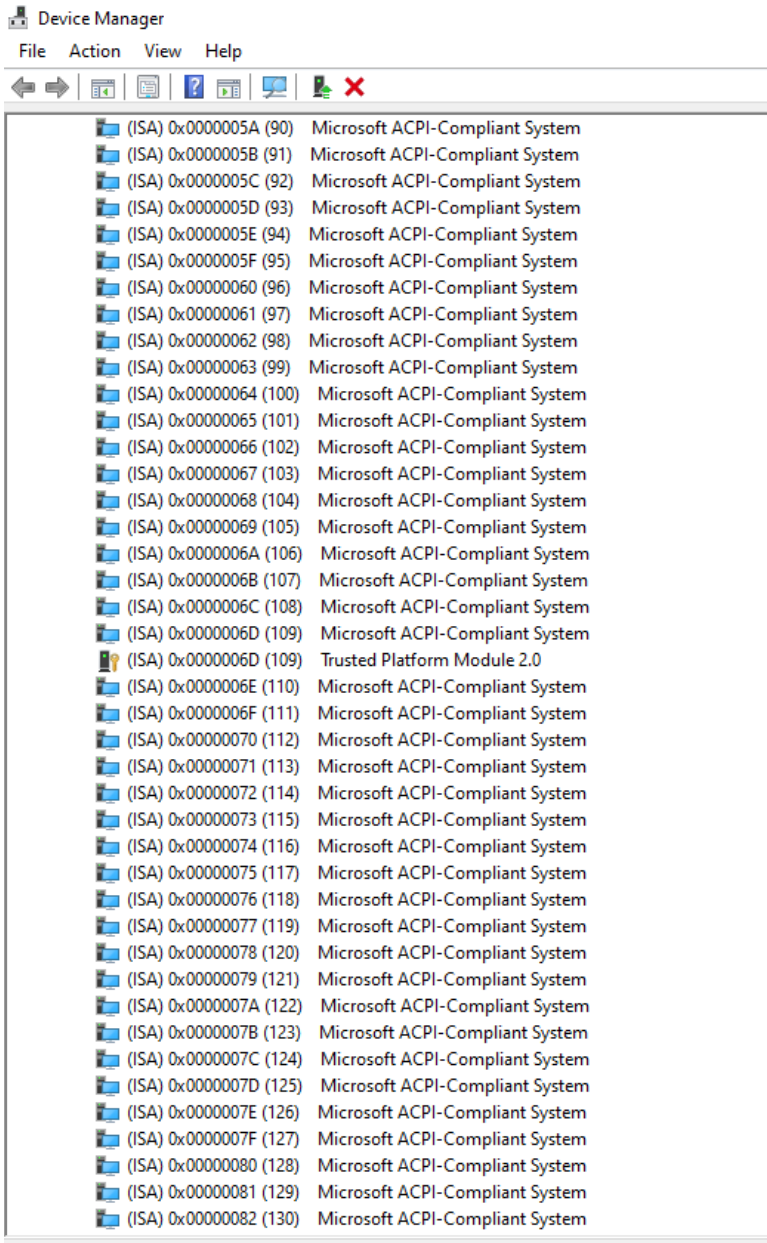 Device Manager
File Action View Help
(ISA) 0x0000005A (90) Microsoft ACPI-Compliant System
(ISA) 0x0000005B (91) Microsoft ACPI-Compliant System
(ISA) 0x0000005C (92) Microsoft ACPI-Compliant System
(ISA) 0x0000005D (93) Microsoft ACPI-Compliant System
(ISA) 0x0000005E (94) Microsoft ACPI-Compliant System
(ISA) 0x0000005F (95) Microsoft ACPI-Compliant System
(ISA) 0x00000060 (96) Microsoft ACPI-Compliant System
(ISA) 0x00000061 (97) Microsoft ACPI-Compliant System
(ISA) 0x00000062 (98) Microsoft ACPI-Compliant System
(ISA) 0x00000063 (99) Microsoft ACPI-Compliant System
(ISA) 0x00000064 (100) Microsoft ACPI-Compliant System
(ISA) 0x00000065 (101) Microsoft ACPI-Compliant System
(ISA) 0x00000066 (102) Microsoft ACPI-Compliant System
(ISA) 0x00000067 (103) Microsoft ACPI-Compliant System
(ISA) 0x00000068 (104) Microsoft ACPI-Compliant System
(ISA) 0x00000069 (105) Microsoft ACPI-Compliant System
(ISA) 0x0000006A (106) Microsoft ACPI-Compliant System
(ISA) 0x0000006B (107) Microsoft ACPI-Compliant System
(ISA) 0x0000006C (108) Microsoft ACPI-Compliant System
(ISA) 0x0000006D (109) Microsoft ACPI-Compliant System
(ISA) 0x0000006D (109) Trusted Platform Module 2.0
(ISA) 0x0000006E (110) Microsoft ACPI-Compliant System
(ISA) 0x0000006F (111) Microsoft ACPI-Compliant System
(ISA) 0x00000070 (112) Microsoft ACPI-Compliant System
(ISA) 0x00000071 (113) Microsoft ACPI-Compliant System
(ISA) 0x00000072 (114) Microsoft ACPI-Compliant System
(ISA) 0x00000073 (115) Microsoft ACPI-Compliant System
(ISA) 0x00000074 (116) Microsoft ACPI-Compliant System
(ISA) 0x00000075 (117) Microsoft ACPI-Compliant System
(ISA) 0x00000076 (118) Microsoft ACPI-Compliant System
(ISA) 0x00000077 (119) Microsoft ACPI-Compliant System
(ISA) 0x00000078 (120) Microsoft ACPI-Compliant System
(ISA) 0x00000079 (121) Microsoft ACPI-Compliant System
(ISA) 0x0000007A (122) Microsoft ACPI-Compliant System
(ISA) 0x0000007B (123) Microsoft ACPI-Compliant System
(ISA) 0x0000007C (124) Microsoft ACPI-Compliant System
(ISA) 0x0000007D (125) Microsoft ACPI-Compliant System
(ISA) 0x0000007E (126) Microsoft ACPI-Compliant System
(ISA) 0x0000007F (127) Microsoft ACPI-Compliant System
(ISA) 0x00000080 (128) Microsoft ACPI-Compliant System
(ISA) 0x00000081 (129) Microsoft ACPI-Compliant System
(ISA) 0x00000082 (130) Microsoft ACPI-Compliant System